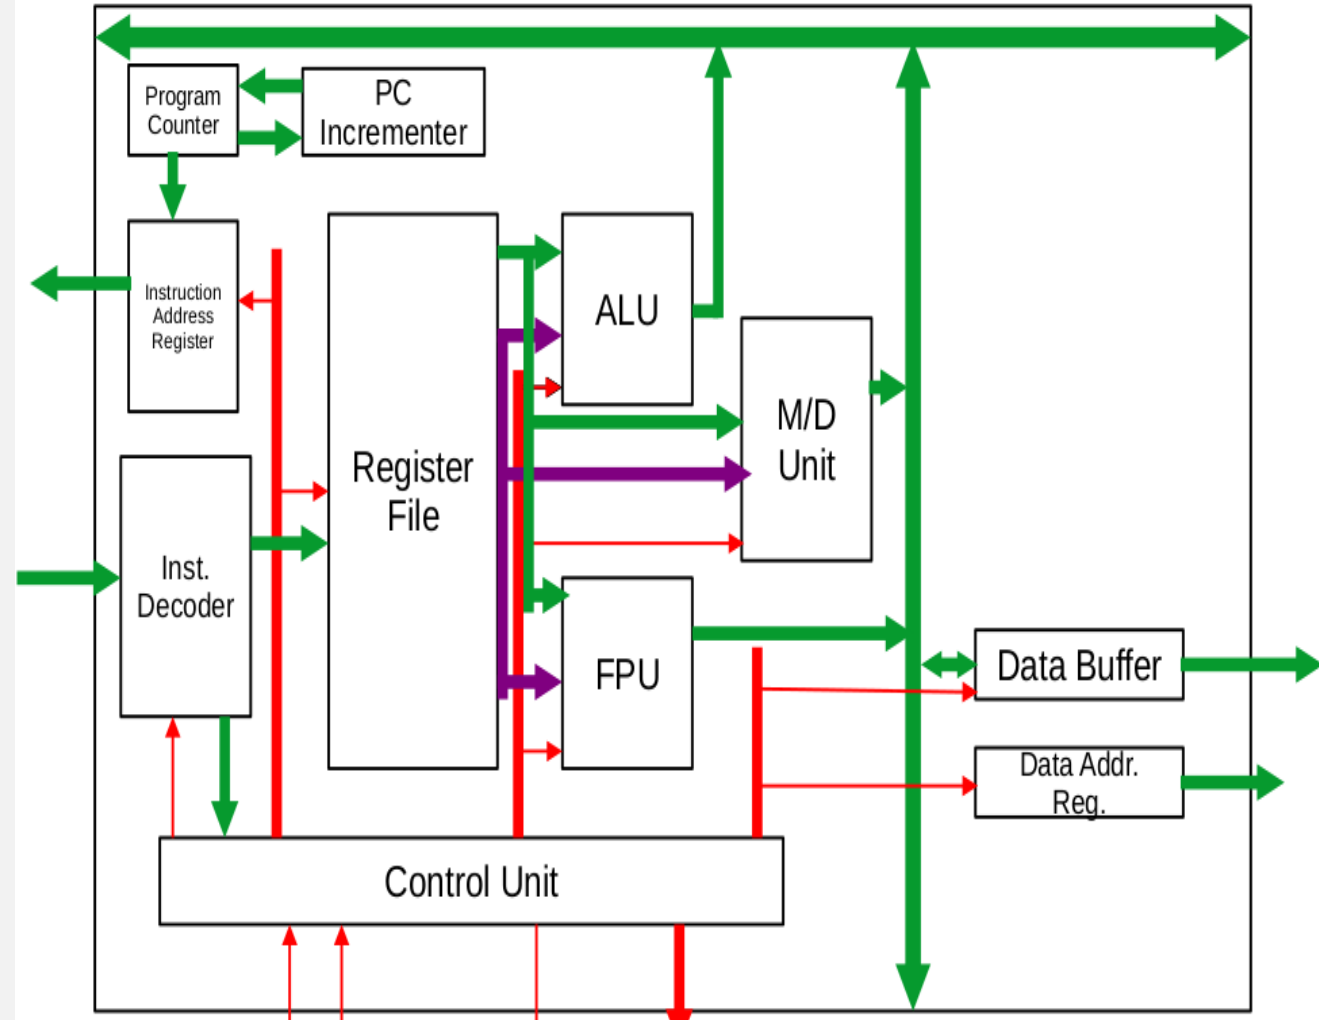 Program
Counter
PC
Incrementer
Instruction
Address
Register
Register
File
ALU
M/D
Unit
Inst.
Decoder
FPU
Data Buffer
Data Addr.
Reg.
Control Unit